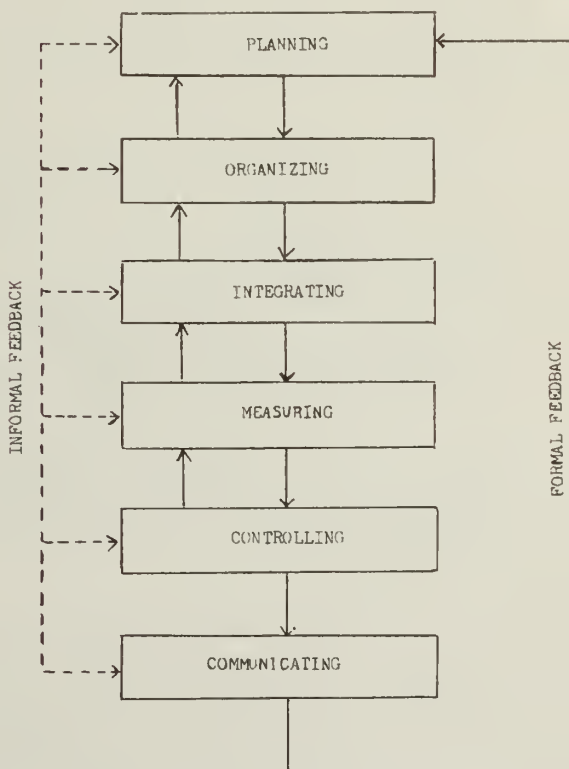 PLANNING
ORGANIZING
INTEGRATING
MEASURING
CONTROLLING
COMMUNICATING
INFORMAL FEEDBACK
FORMAL FEEDBACK